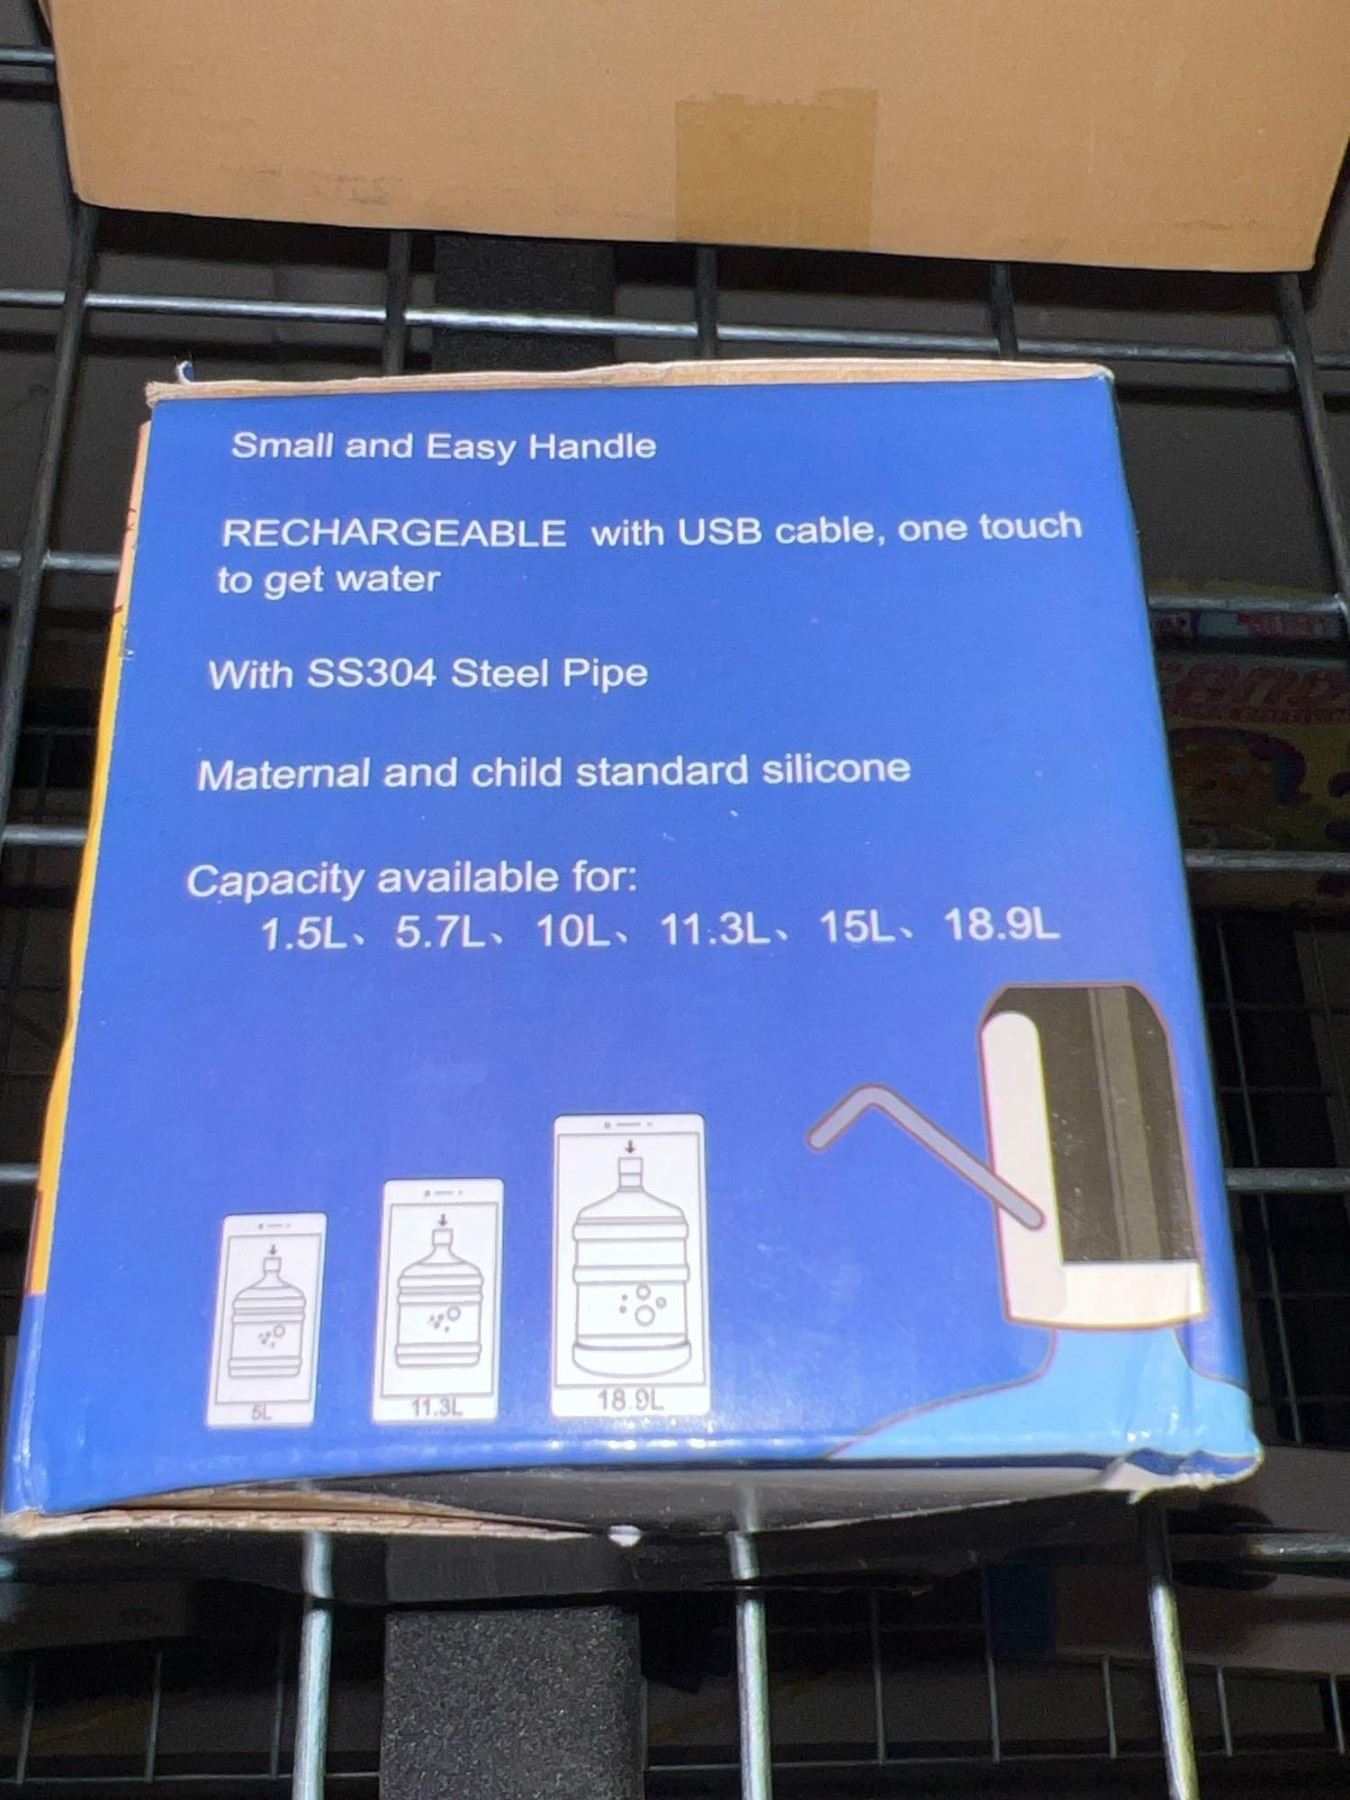 Small and Easy Handle
RECHARGEABLE with USB cable, one touch
to get water
With SS304 Steel Pipe
Maternal and child standard silicone
Capacity available for:
1.5L、5.7L、10L、11.3L、15L、18.9L
5L
11.3L
18.9L